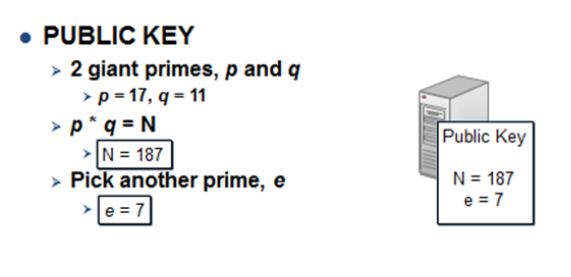 PUBLIC KEY
2 giant primes, p and q
p = 17, q = 11
p * q = N
N = 187
Pick another prime, e
e = 7
Public Key
N = 187
e = 7